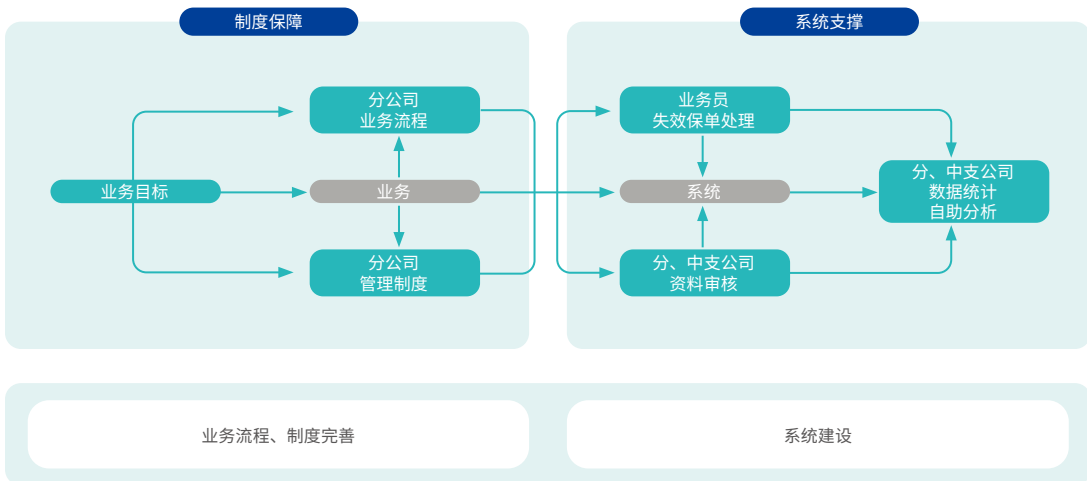 制度保障
系统支撑
分公司
业务流程
业务员
失效保单处理
业务目标
业务
系统
分、中支公司
数据统计
自助分析
分公司
管理制度
分、中支公司
资料审核
业务流程、制度完善
系统建设